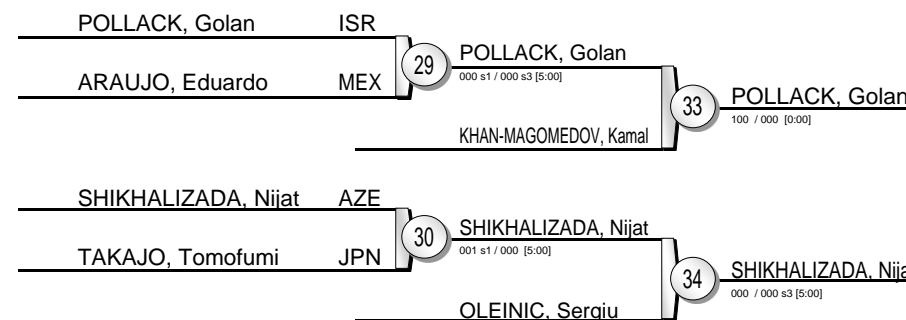 POLLACK, Golan ISR
ARAUJO, Eduardo MEX
29
POLLACK, Golan
000 s1 / 000 s3 [5:00]
KHAN-MAGOMEDOV, Kamal
33
POLLACK, Golan
100 / 000 [0:00]
SHIKHALIZADA, Nijat AZE
TAKAJO, Tomofumi JPN
30
SHIKHALIZADA, Nijat
001 s1 / 000 [5:00]
OLEINIC, Sergiu
34
SHIKHALIZADA, Nija
000 / 000 s3 [5:00]